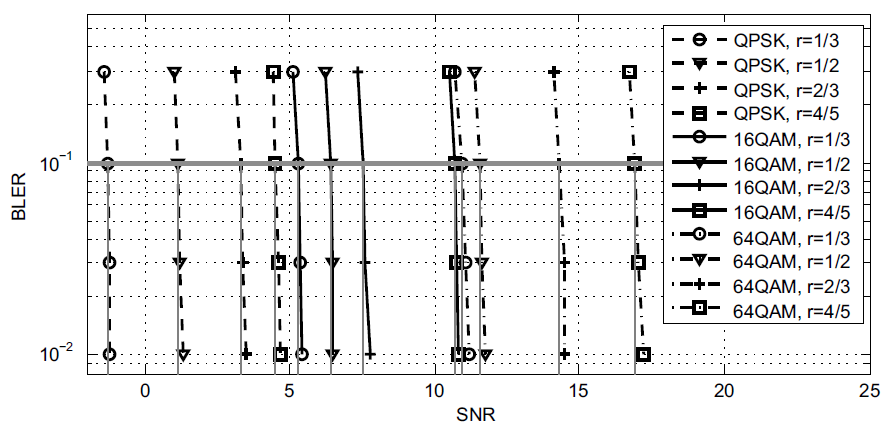 QPSK, r=1/3
QPSK, r=1/2
QPSK, r=2/3
QPSK, r=4/5
16QAM, r=1/3
16QAM, r=1/2
16QAM, r=2/3
16QAM, r=4/5
64QAM, r=1/3
64QAM, r=1/2
64QAM, r=2/3
64QAM, r=4/5
10⁻¹
BLER
10⁻²
0 5 10 15 20 25
SNR